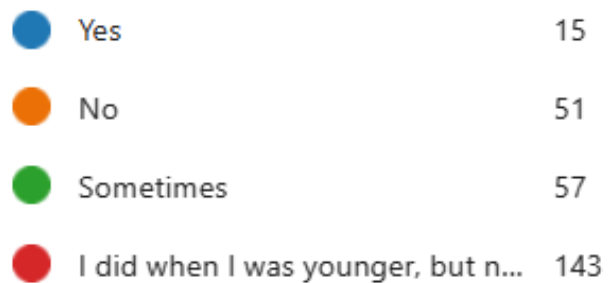 Yes 15
No 51
Sometimes 57
I did when I was younger, but n... 143